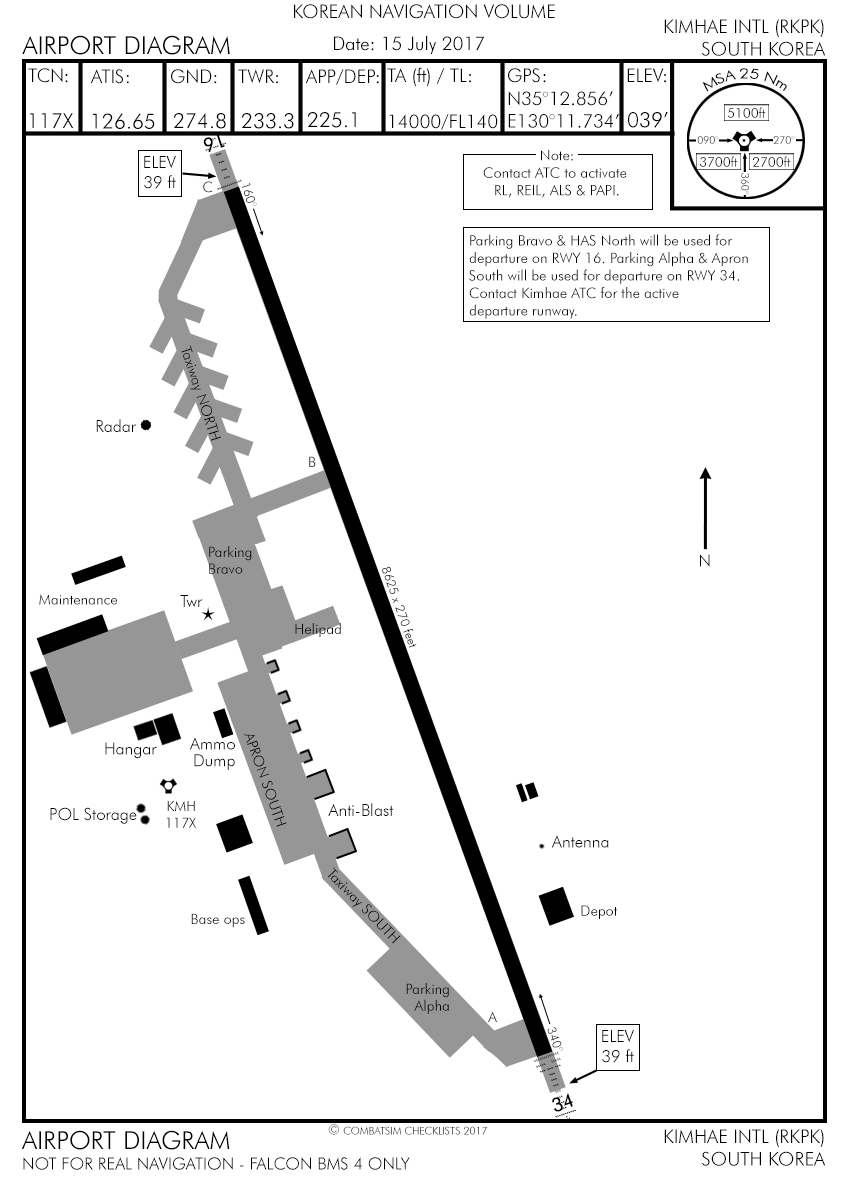 KOREAN NAVIGATION VOLUME
AIRPORT DIAGRAM
Date: 15 July 2017
KIMHAE INTL (RKPK)
SOUTH KOREA
TCN:
117X
ATIS:
126.65
GND:
274.8
TWR:
233.3
APP/DEP:
225.1
TA (ft) / TL:
14000/FL140
GPS:
N35°12.856’
E130°11.734’
ELEV:
039’
MSA 25 Nm
5100ft
090°
270°
3700ft
2700ft
360°
16
ELEV
39 ft
C
160°
Note:
Contact ATC to activate
RL, REIL, ALS & PAPI.
Parking Bravo & HAS North will be used for
departure on RWY 16. Parking Alpha & Apron
South will be used for departure on RWY 34.
Contact Kimhae ATC for the active
departure runway.
Taxiway NORTH
Radar
B
N
Parking
Bravo
8625 x 270 feet
Maintenance
Twr
Helipad
Hangar
Ammo
Dump
APRON SOUTH
KMH
117X
POL Storage
Anti-Blast
Antenna
Taxiway SOUTH
Base ops
Depot
Parking
Alpha
A
340°
ELEV
39 ft
34
© COMBATSIM CHECKLISTS 2017
AIRPORT DIAGRAM
NOT FOR REAL NAVIGATION - FALCON BMS 4 ONLY
KIMHAE INTL (RKPK)
SOUTH KOREA